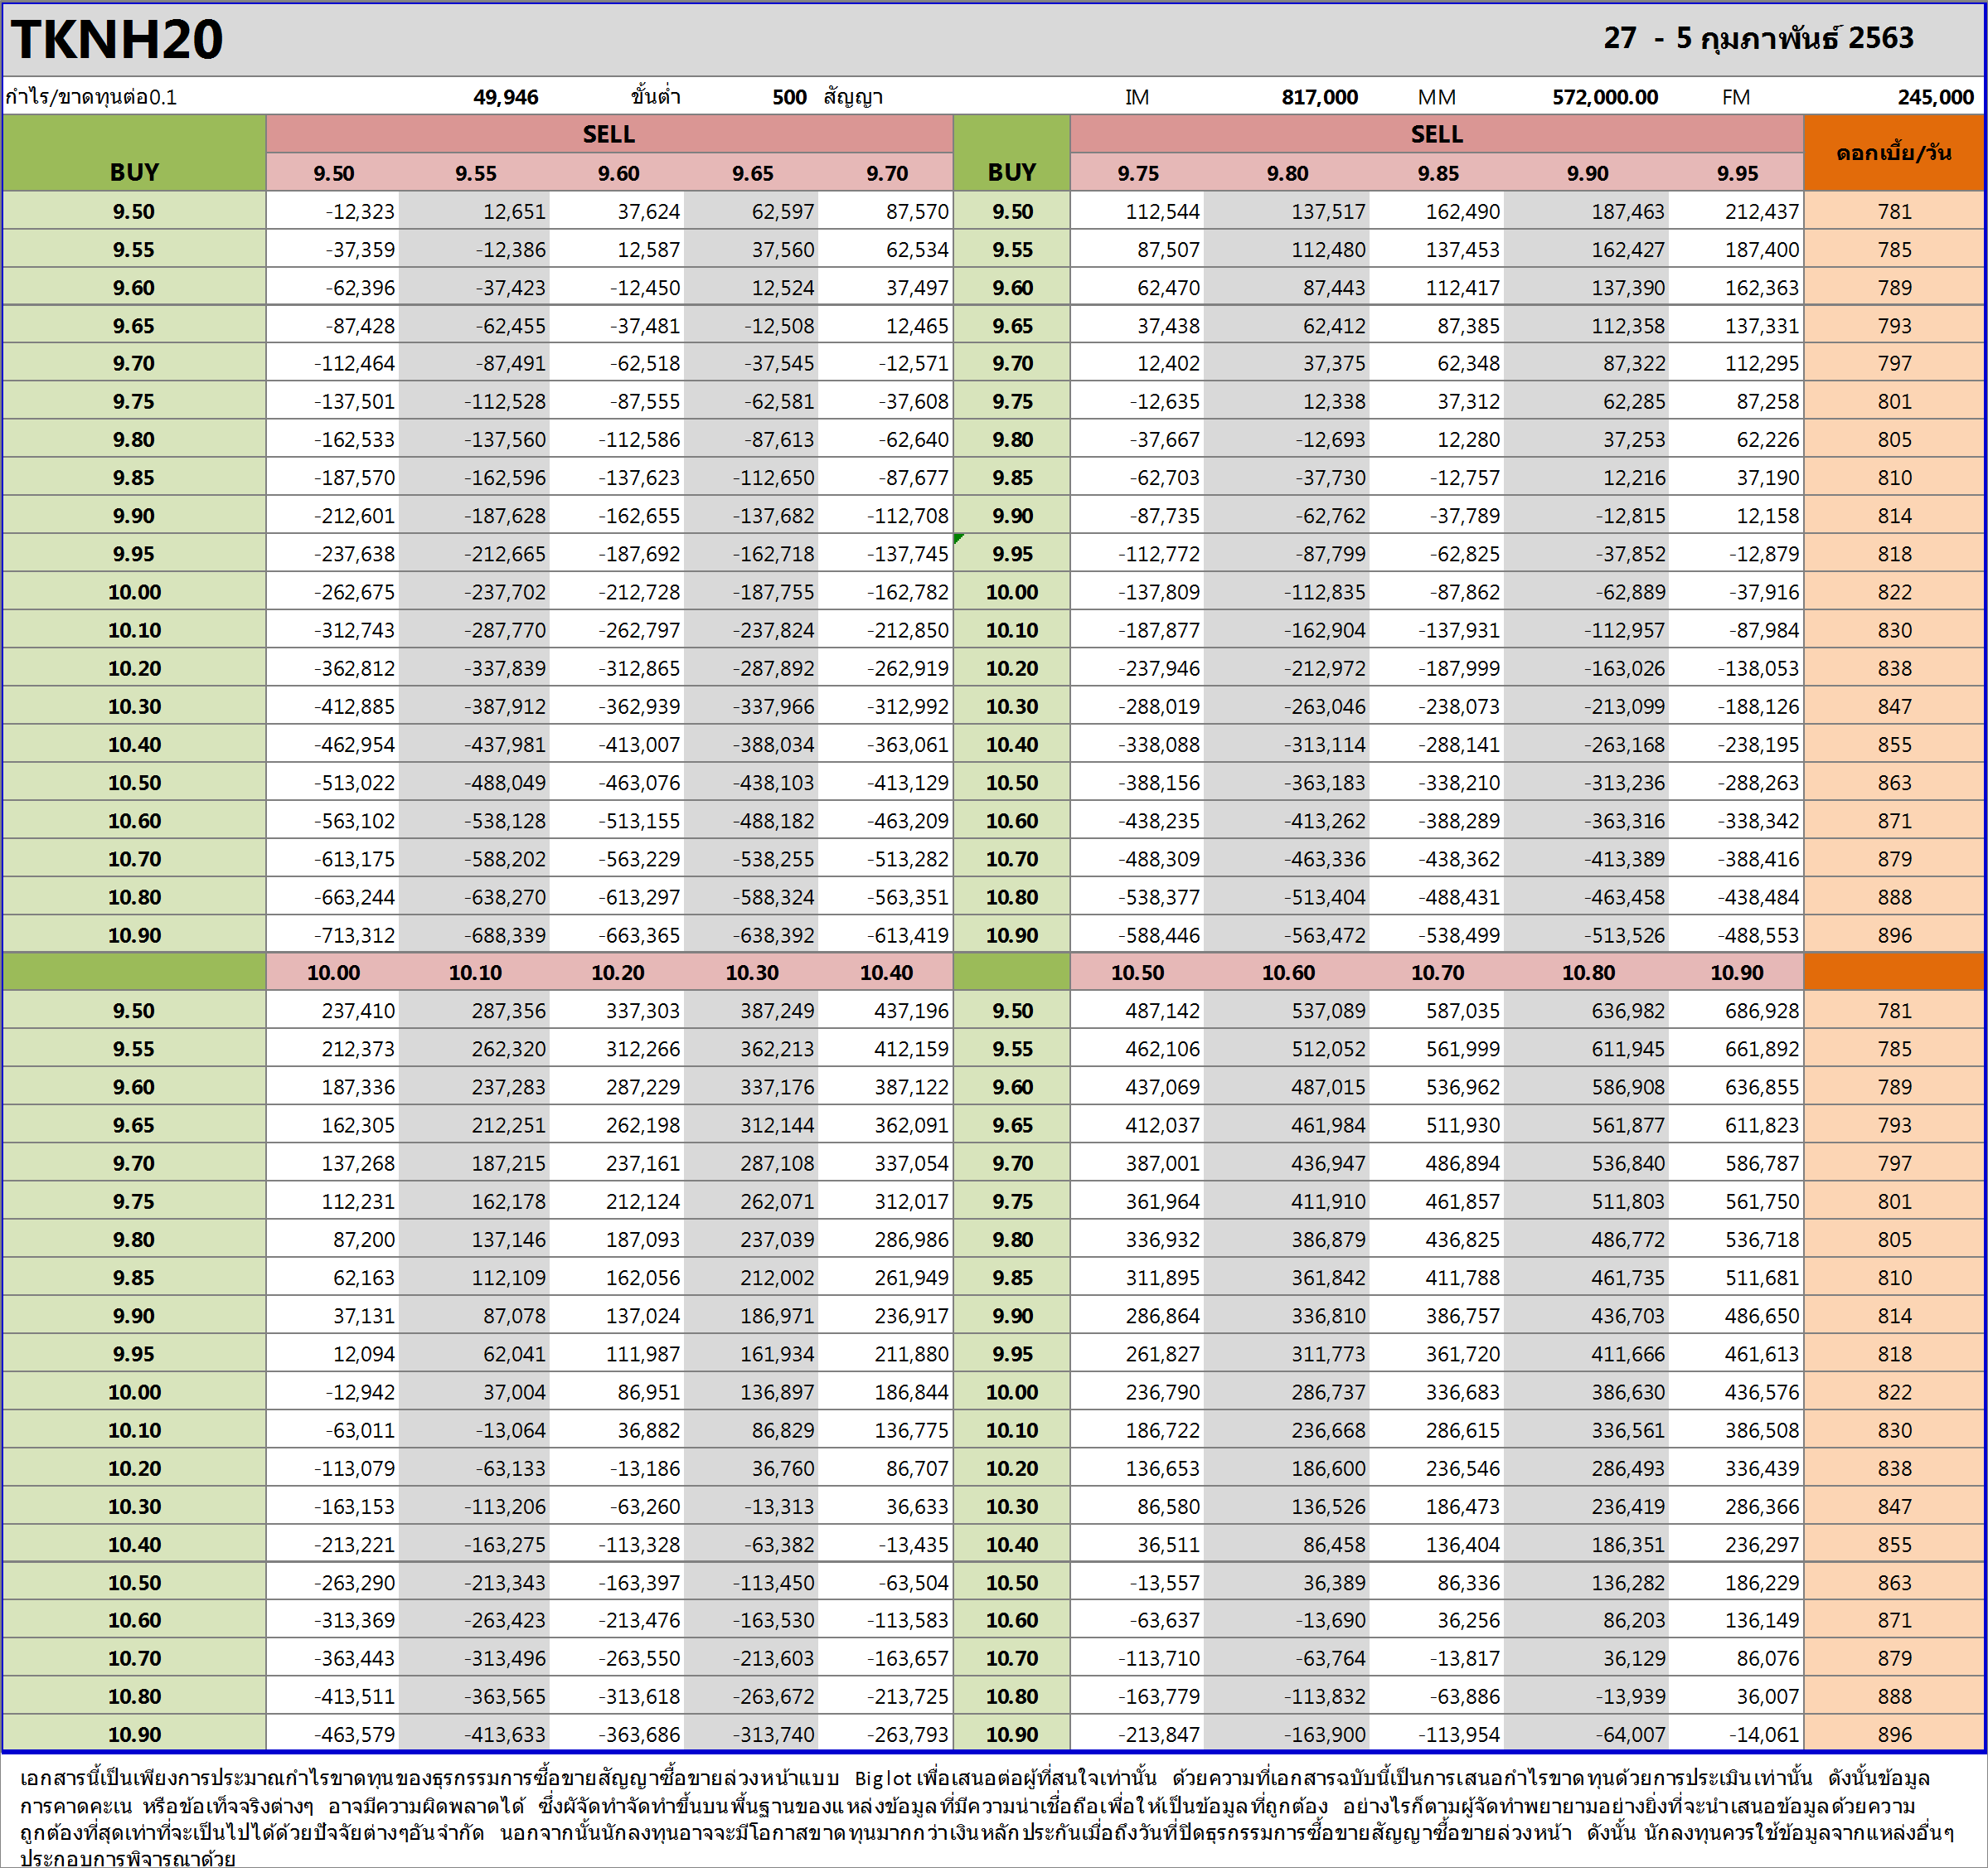 TKNH20 27 - 5 กุมภาพันธ์ 2563
กำไร/ขาดทุนต่อ0.1 49,946 ขั้นต่ำ 500 สัญญา IM 817,000 MM 572,000.00 FM 245,000
SELL SELL
BUY 9.50 9.55 9.60 9.65 9.70 BUY 9.75 9.80 9.85 9.90 9.95 ดอกเบี้ย/วัน
9.50 -12,323 12,651 37,624 62,597 87,570 9.50 112,544 137,517 162,490 187,463 212,437 781
9.55 -37,359 -12,386 12,587 37,560 62,534 9.55 87,507 112,480 137,453 162,427 187,400 785
9.60 -62,396 -37,423 -12,450 12,524 37,497 9.60 62,470 87,443 112,417 137,390 162,363 789
9.65 -87,428 -62,455 -37,481 -12,508 12,465 9.65 37,438 62,412 87,385 112,358 137,331 793
9.70 -112,464 -87,491 -62,518 -37,545 -12,571 9.70 12,402 37,375 62,348 87,322 112,295 797
9.75 -137,501 -112,528 -87,555 -62,581 -37,608 9.75 -12,635 12,338 37,312 62,285 87,258 801
9.80 -162,533 -137,560 -112,586 -87,613 -62,640 9.80 -37,667 -12,693 12,280 37,253 62,226 805
9.85 -187,570 -162,596 -137,623 -112,650 -87,677 9.85 -62,703 -37,730 -12,757 12,216 37,190 810
9.90 -212,601 -187,628 -162,655 -137,682 -112,708 9.90 -87,735 -62,762 -37,789 -12,815 12,158 814
9.95 -237,638 -212,665 -187,692 -162,718 -137,745 9.95 -112,772 -87,799 -62,825 -37,852 -12,879 818
10.00 -262,675 -237,702 -212,728 -187,755 -162,782 10.00 -137,809 -112,835 -87,862 -62,889 -37,916 822
10.10 -312,743 -287,770 -262,797 -237,824 -212,850 10.10 -187,877 -162,904 -137,931 -112,957 -87,984 830
10.20 -362,812 -337,839 -312,865 -287,892 -262,919 10.20 -237,946 -212,972 -187,999 -163,026 -138,053 838
10.30 -412,885 -387,912 -362,939 -337,966 -312,992 10.30 -288,019 -263,046 -238,073 -213,099 -188,126 847
10.40 -462,954 -437,981 -413,007 -388,034 -363,061 10.40 -338,088 -313,114 -288,141 -263,168 -238,195 855
10.50 -513,022 -488,049 -463,076 -438,103 -413,129 10.50 -388,156 -363,183 -338,210 -313,236 -288,263 863
10.60 -563,102 -538,128 -513,155 -488,182 -463,209 10.60 -438,235 -413,262 -388,289 -363,316 -338,342 871
10.70 -613,175 -588,202 -563,229 -538,255 -513,282 10.70 -488,309 -463,336 -438,362 -413,389 -388,416 879
10.80 -663,244 -638,270 -613,297 -588,324 -563,351 10.80 -538,377 -513,404 -488,431 -463,458 -438,484 888
10.90 -713,312 -688,339 -663,365 -638,392 -613,419 10.90 -588,446 -563,472 -538,499 -513,526 -488,553 896
10.00 10.10 10.20 10.30 10.40 10.50 10.60 10.70 10.80 10.90
9.50 237,410 287,356 337,303 387,249 437,196 9.50 487,142 537,089 587,035 636,982 686,928 781
9.55 212,373 262,320 312,266 362,213 412,159 9.55 462,106 512,052 561,999 611,945 661,892 785
9.60 187,336 237,283 287,229 337,176 387,122 9.60 437,069 487,015 536,962 586,908 636,855 789
9.65 162,305 212,251 262,198 312,144 362,091 9.65 412,037 461,984 511,930 561,877 611,823 793
9.70 137,268 187,215 237,161 287,108 337,054 9.70 387,001 436,947 486,894 536,840 586,787 797
9.75 112,231 162,178 212,124 262,071 312,017 9.75 361,964 411,910 461,857 511,803 561,750 801
9.80 87,200 137,146 187,093 237,039 286,986 9.80 336,932 386,879 436,825 486,772 536,718 805
9.85 62,163 112,109 162,056 212,002 261,949 9.85 311,895 361,842 411,788 461,735 511,681 810
9.90 37,131 87,078 137,024 186,971 236,917 9.90 286,864 336,810 386,757 436,703 486,650 814
9.95 12,094 62,041 111,987 161,934 211,880 9.95 261,827 311,773 361,720 411,666 461,613 818
10.00 -12,942 37,004 86,951 136,897 186,844 10.00 236,790 286,737 336,683 386,630 436,576 822
10.10 -63,011 -13,064 36,882 86,829 136,775 10.10 186,722 236,668 286,615 336,561 386,508 830
10.20 -113,079 -63,133 -13,186 36,760 86,707 10.20 136,653 186,600 236,546 286,493 336,439 838
10.30 -163,153 -113,206 -63,260 -13,313 36,633 10.30 86,580 136,526 186,473 236,419 286,366 847
10.40 -213,221 -163,275 -113,328 -63,382 -13,435 10.40 36,511 86,458 136,404 186,351 236,297 855
10.50 -263,290 -213,343 -163,397 -113,450 -63,504 10.50 -13,557 36,389 86,336 136,282 186,229 863
10.60 -313,369 -263,423 -213,476 -163,530 -113,583 10.60 -63,637 -13,690 36,256 86,203 136,149 871
10.70 -363,443 -313,496 -263,550 -213,603 -163,657 10.70 -113,710 -63,764 -13,817 36,129 86,076 879
10.80 -413,511 -363,565 -313,618 -263,672 -213,725 10.80 -163,779 -113,832 -63,886 -13,939 36,007 888
10.90 -463,579 -413,633 -363,686 -313,740 -263,793 10.90 -213,847 -163,900 -113,954 -64,007 -14,061 896
เอกสารนี้เป็นเพียงการประมาณกำไรขาดทุนของธุรกรรมการซื้อขายสัญญาซื้อขายล่วงหน้าแบบ Big lot เพื่อเสนอต่อผู้ที่สนใจเท่านั้น ด้วยความที่เอกสารฉบับนี้เป็นการเสนอกำไรขาดทุนด้วยการประเมินเท่านั้น ดังนั้นข้อมูล
การคาดคะเน หรือข้อเท็จจริงต่างๆ อาจมีความผิดพลาดได้ ซึ่งผัจัดทำจัดทำขึ้นบนพื้นฐานของแหล่งข้อมูลที่มีความน่าเชื่อถือเพื่อให้เป็นข้อมูลที่ถูกต้อง อย่างไรก็ตามผู้จัดทำพยายามอย่างยิ่งที่จะนำเสนอข้อมูลด้วยความ
ถูกต้องที่สุดเท่าที่จะเป็นไปได้ด้วยปัจจัยต่างๆอันจำกัด นอกจากนั้นนักลงทุนอาจจะมีโอกาสขาดทุนมากกว่าเงินหลักประกันเมื่อถึงวันที่ปิดธุรกรรมการซื้อขายสัญญาซื้อขายล่วงหน้า ดังนั้น นักลงทุนควรใช้ข้อมูลจากแหล่งอื่นๆ
ประกอบการพิจารณาด้วย